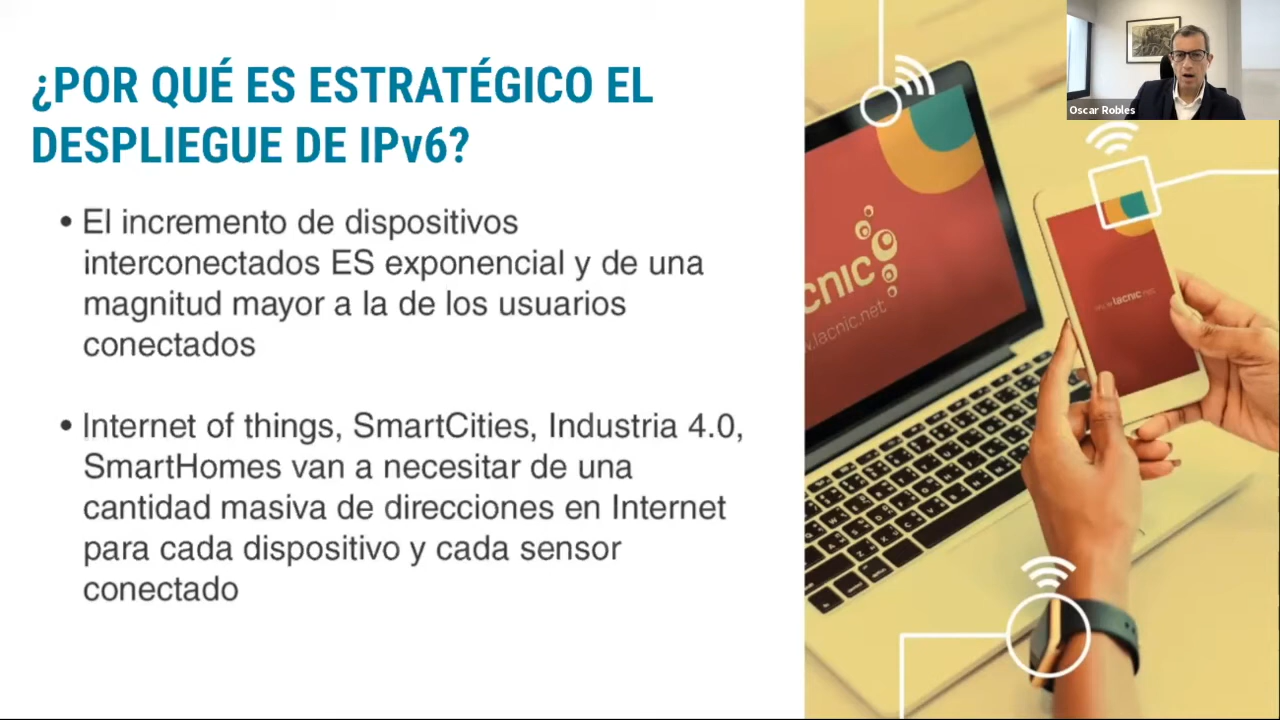 ¿POR QUÉ ES ESTRATÉGICO EL
DESPLIEGUE DE IPv6?
• El incremento de dispositivos
interconectados ES exponencial y de una
magnitud mayor a la de los usuarios
conectados
• Internet of things, SmartCities, Industria 4.0,
SmartHomes van a necesitar de una
cantidad masiva de direcciones en Internet
para cada dispositivo y cada sensor
conectado
Oscar Robles
cnic
w.lacnic.net
lacnic